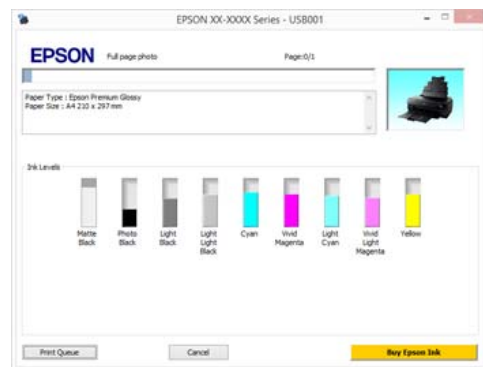 EPSON XX-XXXX Series - USB001
EPSON Full page photo Page:0/1
Paper Type : Epson Premium Glossy
Paper Size : A4 210 x 297 mm
Ink Levels
Matte Black
Photo Black
Light Black
Light Light Black
Cyan
Vivid Magenta
Light Cyan
Vivid Light Magenta
Yellow
Print Queue Cancel Buy Epson Ink